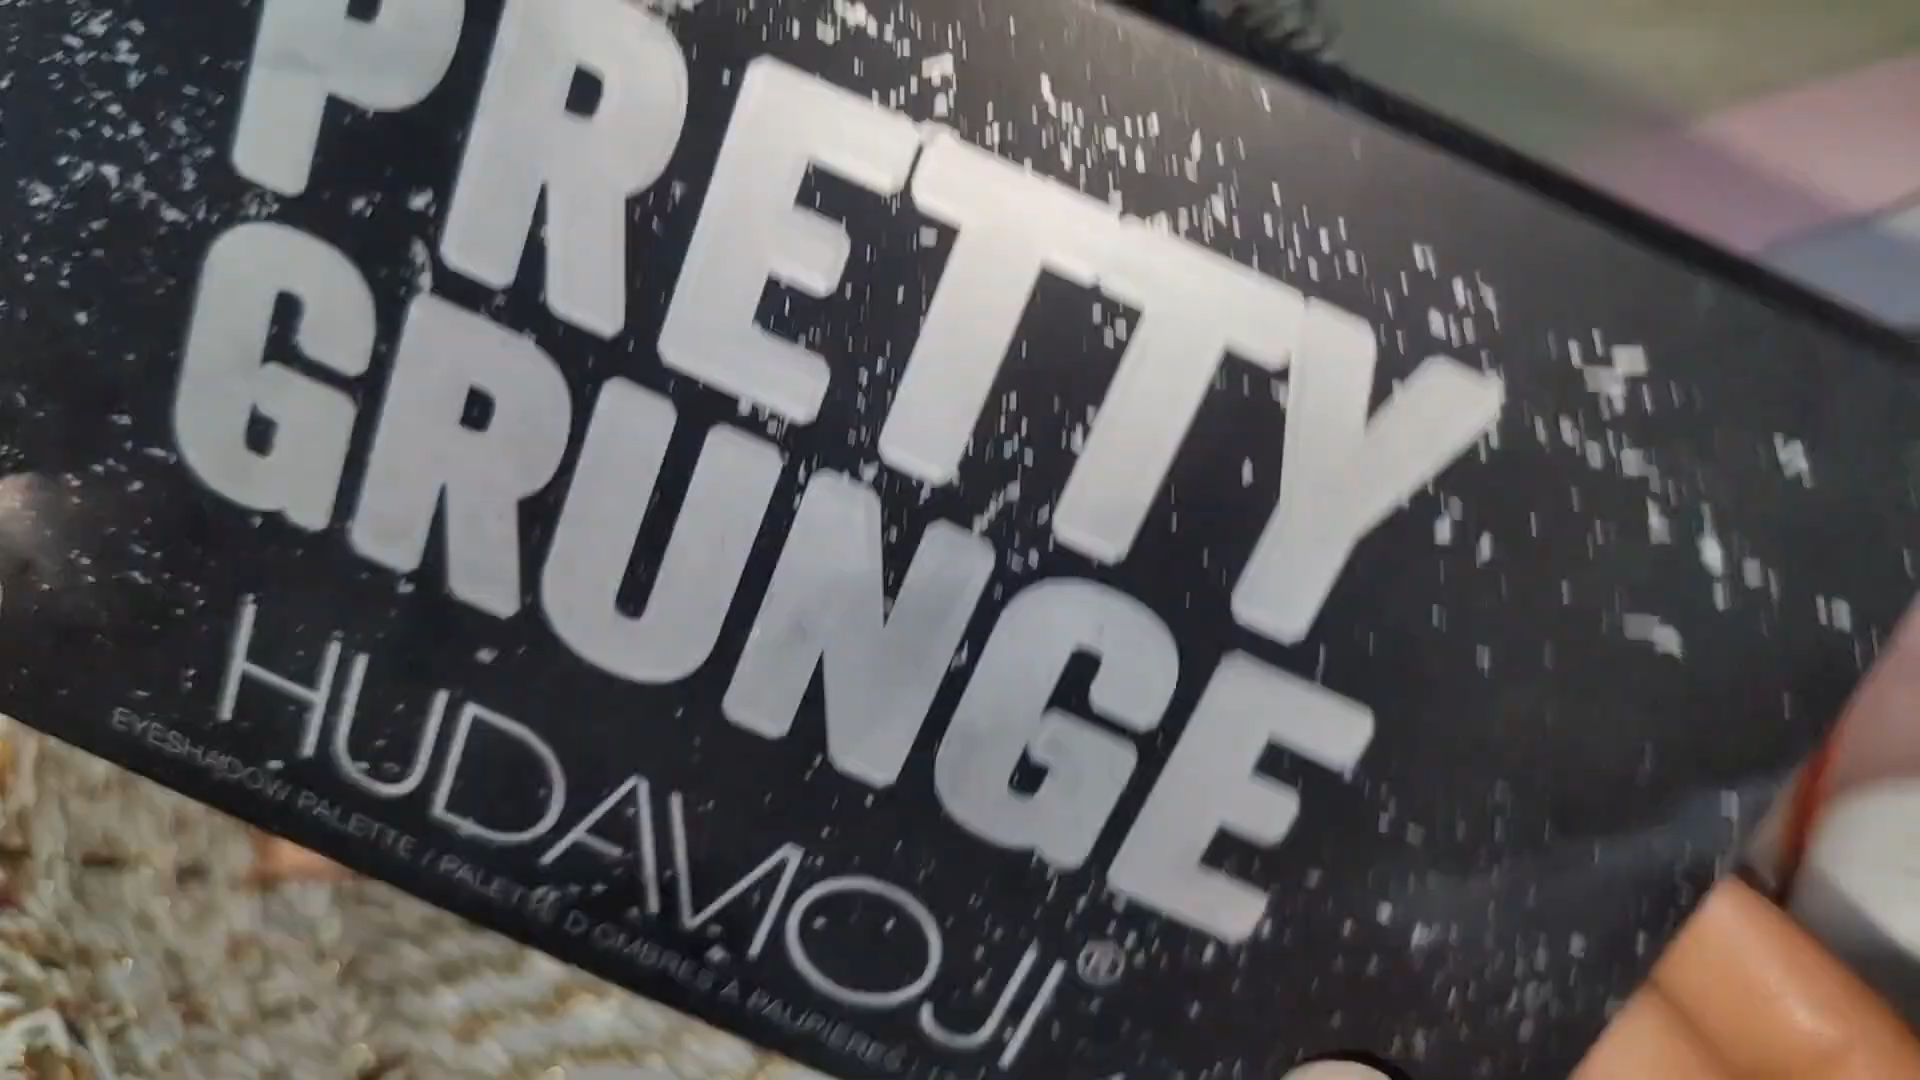 PRETTY
GRUNGE
HUDAMOJI®
EYESHADOW PALETTE / PALETTE D'OMBRES À PAUPIÈRES